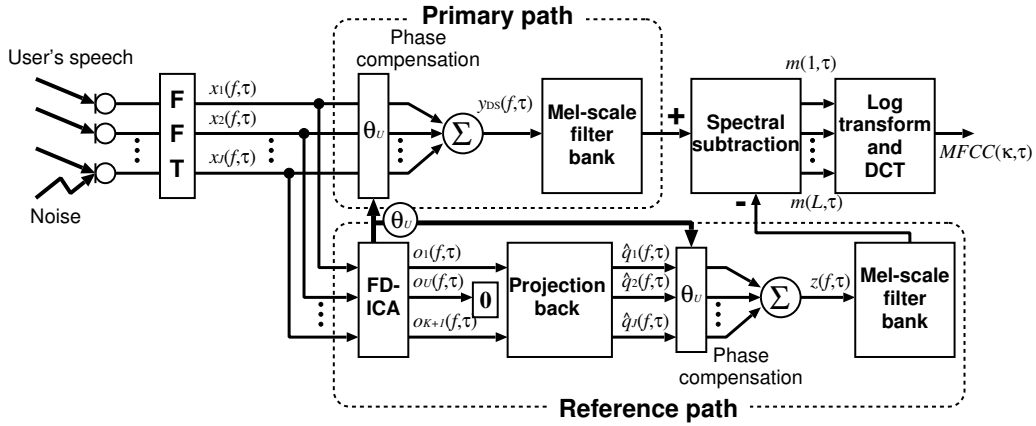 Primary path
User's speech
Phase
compensation
F
F
T
x1(f,τ)
x2(f,τ)
xJ(f,τ)
θU
Σ
yDS(f,τ)
Mel-scale
filter
bank
+
Spectral
subtraction
m(1,τ)
m(L,τ)
Log
transform
and
DCT
MFCC(κ,τ)
Noise
-
θU
FD-
ICA
o1(f,τ)
oU(f,τ)
oK+1(f,τ)
0
Projection
back
q̂1(f,τ)
q̂2(f,τ)
q̂J(f,τ)
θU
Σ
z(f,τ)
Mel-scale
filter
bank
Phase
compensation
Reference path